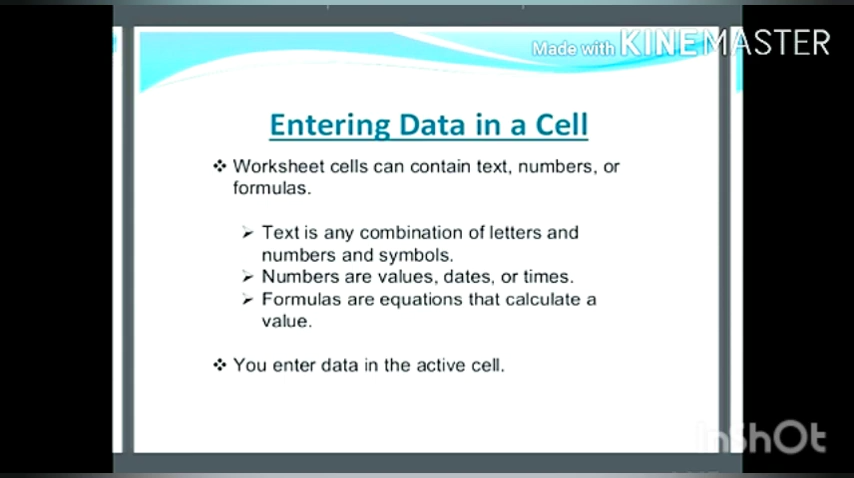 Made with KINEMASTER
Entering Data in a Cell
❖ Worksheet cells can contain text, numbers, or
formulas.
➢ Text is any combination of letters and
numbers and symbols.
➢ Numbers are values, dates, or times.
➢ Formulas are equations that calculate a
value.
❖ You enter data in the active cell.
InShOt